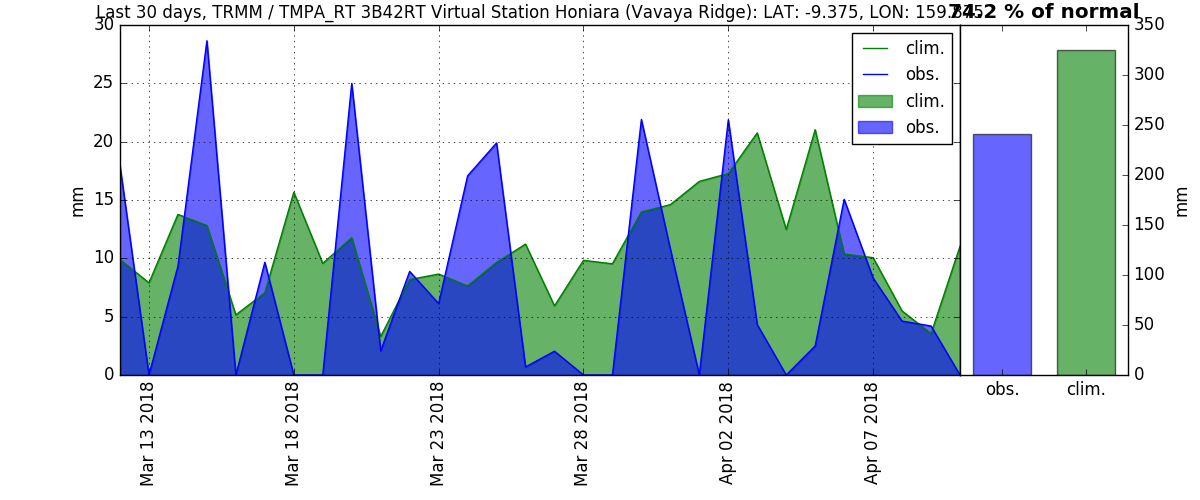 Last 30 days, TRMM / TMPA_RT 3B42RT Virtual Station Honiara (Vavaya Ridge): LAT: -9.375, LON:
74.2 % of normal
30
25
20
15
10
5
0
mm
clim.
obs.
clim.
obs.
350
300
250
200
150
100
50
0
mm
obs.
clim.
Mar 13 2018
Mar 18 2018
Mar 23 2018
Mar 28 2018
Apr 02 2018
Apr 07 2018